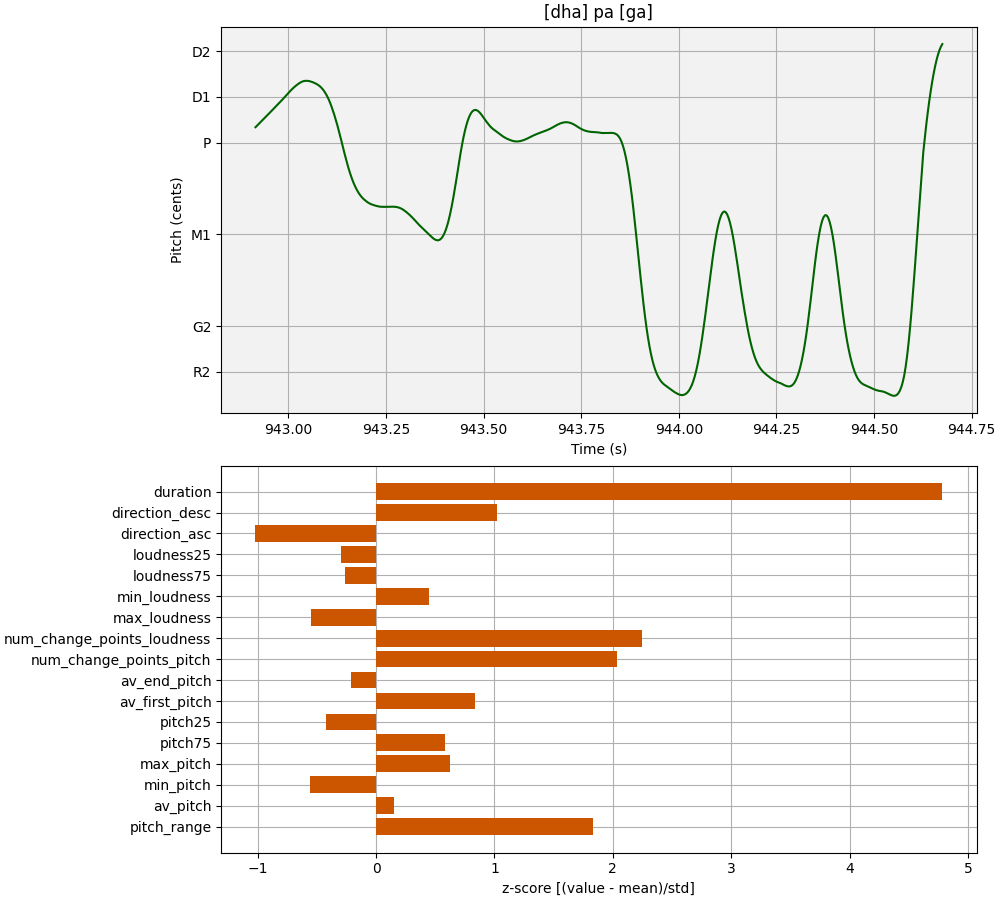 [dha] pa [ga]
D2
D1
P
M1
G2
R2
Pitch (cents)
943.00 943.25 943.50 943.75 944.00 944.25 944.50 944.75
Time (s)
duration
direction_desc
direction_asc
loudness25
loudness75
min_loudness
max_loudness
num_change_points_loudness
num_change_points_pitch
av_end_pitch
av_first_pitch
pitch25
pitch75
max_pitch
min_pitch
av_pitch
pitch_range
−1 0 1 2 3 4 5
z-score [(value - mean)/std]